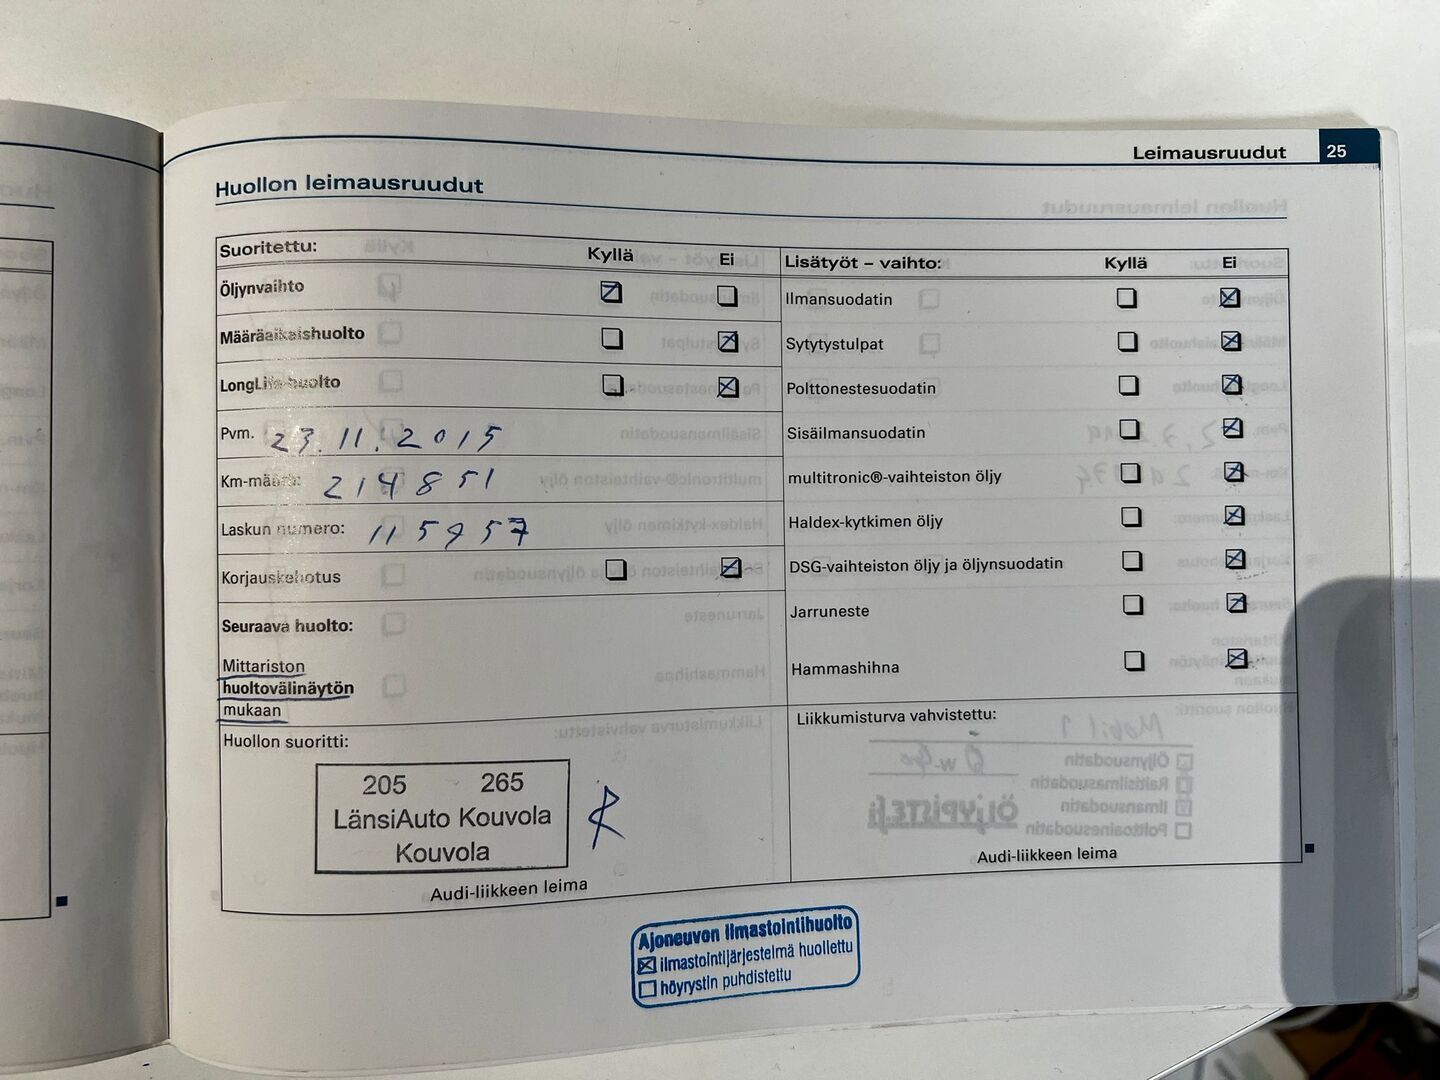 Leimausruudut 25
Huollon leimausruudut
Suoritettu: Kyllä Ei
Öljynvaihto
Määräaikaishuolto
LongLife-huolto
Pvm. 23.11.2015
Km-määrä: 214851
Laskun numero: 115957
Korjauskehotus
Seuraava huolto:
Mittariston
huoltovälinäytön
mukaan
Huollon suoritti:
205 265
LänsiAuto Kouvola
Kouvola
Audi-liikkeen leima
Lisätyöt – vaihto: Kyllä Ei
Ilmansuodatin
Sytytystulpat
Polttonestesuodatin
Sisäilmansuodatin
multitronic®-vaihteiston öljy
Haldex-kytkimen öljy
DSG-vaihteiston öljy ja öljynsuodatin
Jarruneste
Hammashihna
Liikkumisturva vahvistettu:
Audi-liikkeen leima
Ajoneuvon ilmastointihuolto
ilmastointijärjestelmä huollettu
höyrystin puhdistettu